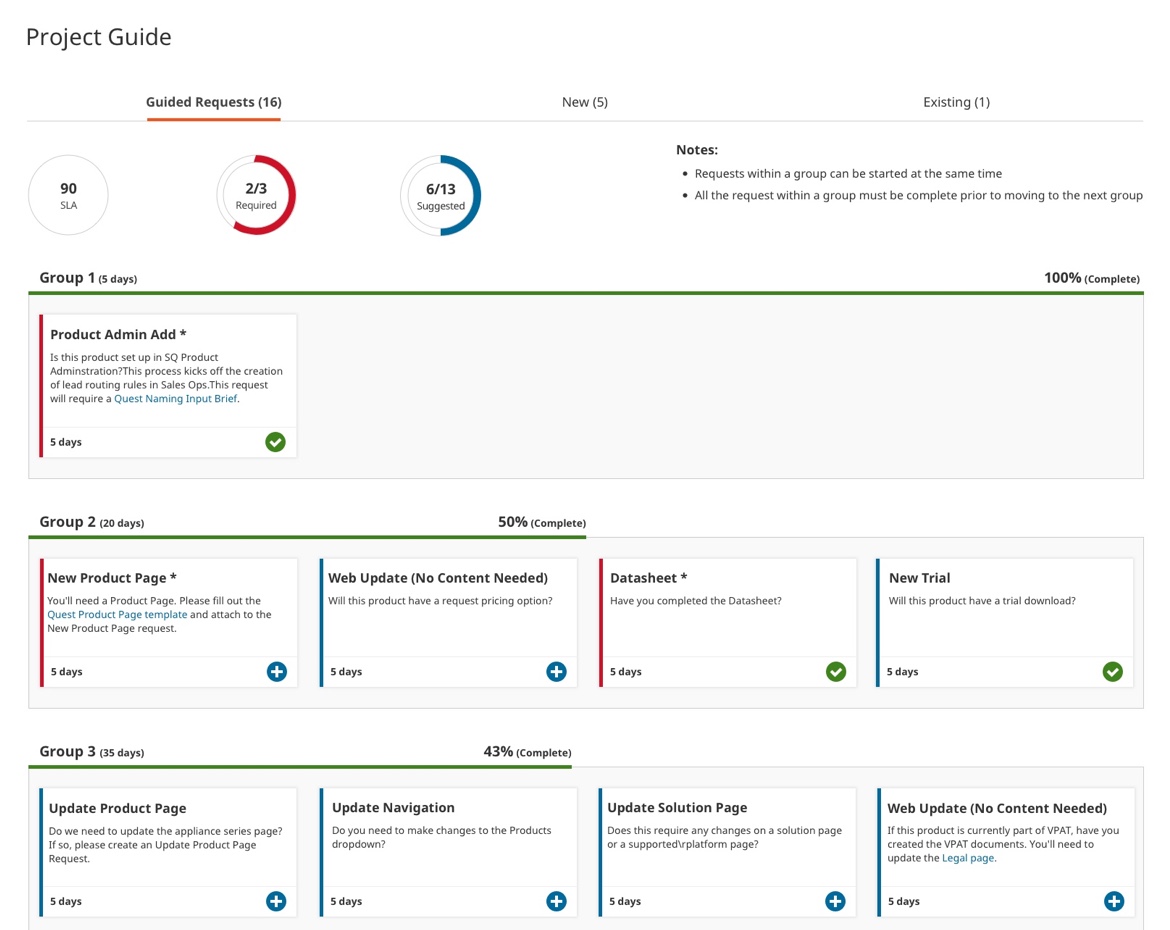 Project Guide
Guided Requests (16)
New (5)
Existing (1)
90
SLA
2/3
Required
6/13
Suggested
Notes:
• Requests within a group can be started at the same time
• All the request within a group must be complete prior to moving to the next group
Group 1 (5 days)
100% (Complete)
Product Admin Add *
Is this product set up in SQ Product
Adminstration?This process kicks off the creation
of lead routing rules in Sales Ops.This request
will require a Quest Naming Input Brief.
5 days
Group 2 (20 days)
50% (Complete)
New Product Page *
You'll need a Product Page. Please fill out the
Quest Product Page template and attach to the
New Product Page request.
5 days
Web Update (No Content Needed)
Will this product have a request pricing option?
5 days
Datasheet *
Have you completed the Datasheet?
5 days
New Trial
Will this product have a trial download?
5 days
Group 3 (35 days)
43% (Complete)
Update Product Page
Do we need to update the appliance series page?
If so, please create an Update Product Page
Request.
5 days
Update Navigation
Do you need to make changes to the Products
dropdown?
5 days
Update Solution Page
Does this require any changes on a solution page
or a supported\rplatform page?
5 days
Web Update (No Content Needed)
If this product is currently part of VPAT, have you
created the VPAT documents. You'll need to
update the Legal page.
5 days